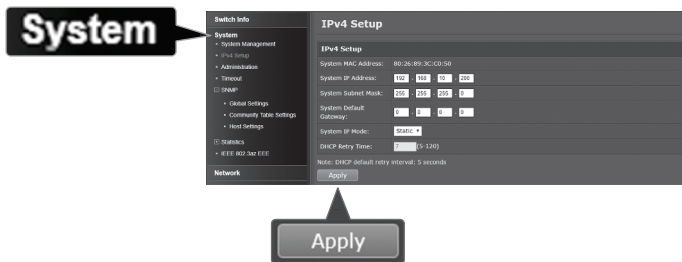 System
Switch Info
System
System Management
IPv4 Setup
Administration
Timeout
SNMP
Global Settings
Community Table Settings
Host Settings
Statistics
IEEE 802.3az EEE
Network
IPv4 Setup
IPv4 Setup
System MAC Address: 80:26:89:3C:C0:50
System IP Address: 192 . 168 . 10 . 200
System Subnet Mask: 255 . 255 . 255 . 0
System Default
Gateway: 0 . 0 . 0 . 0
System IP Mode: Static
DHCP Retry Time: 7 (5-120)
Note: DHCP default retry interval: 5 seconds
Apply
Apply